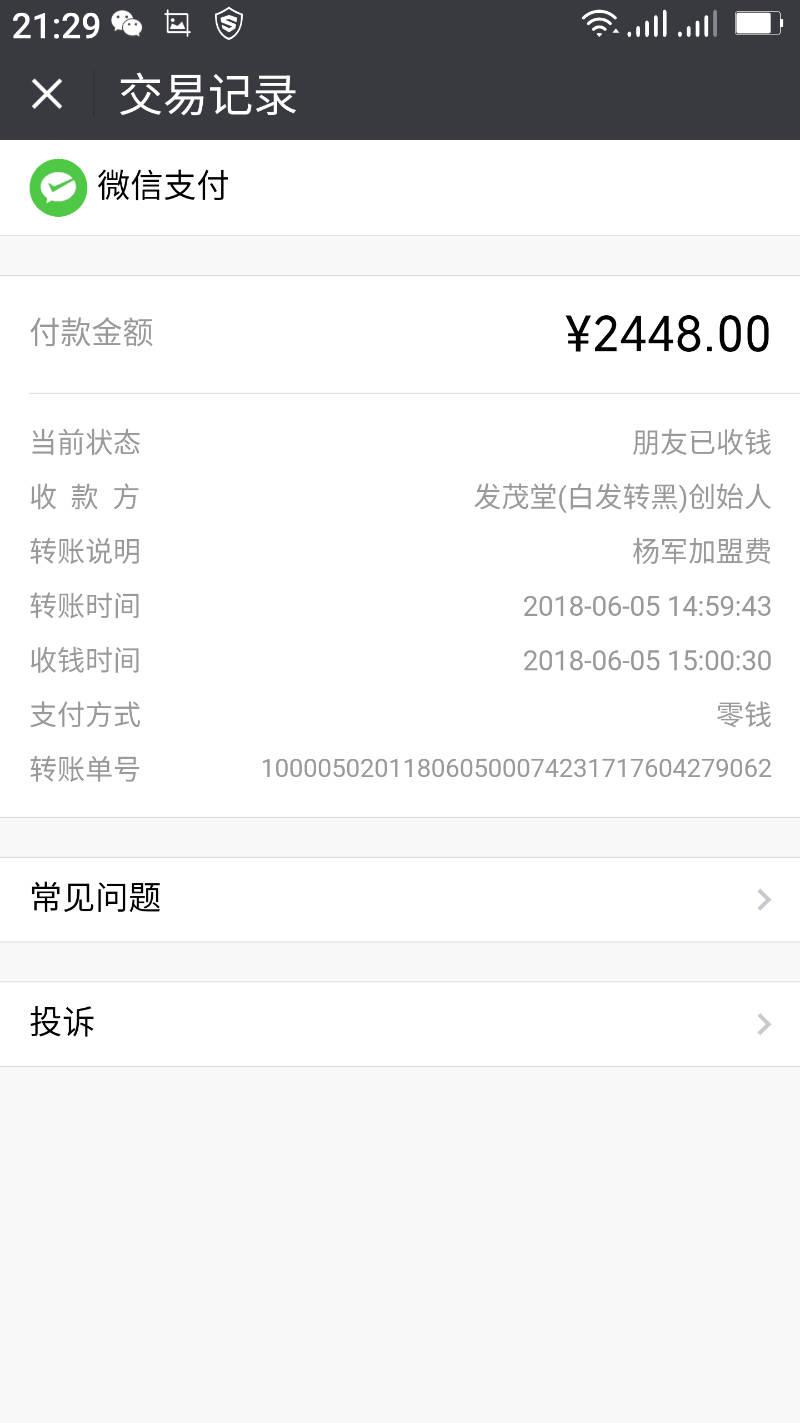 21:29
交易记录
微信支付
付款金额 ¥2448.00
当前状态 朋友已收钱
收款方 发茂堂(白发转黑)创始人
转账说明 杨军加盟费
转账时间 2018-06-05 14:59:43
收钱时间 2018-06-05 15:00:30
支付方式 零钱
转账单号 100005020118060500074231717604279062
常见问题
投诉